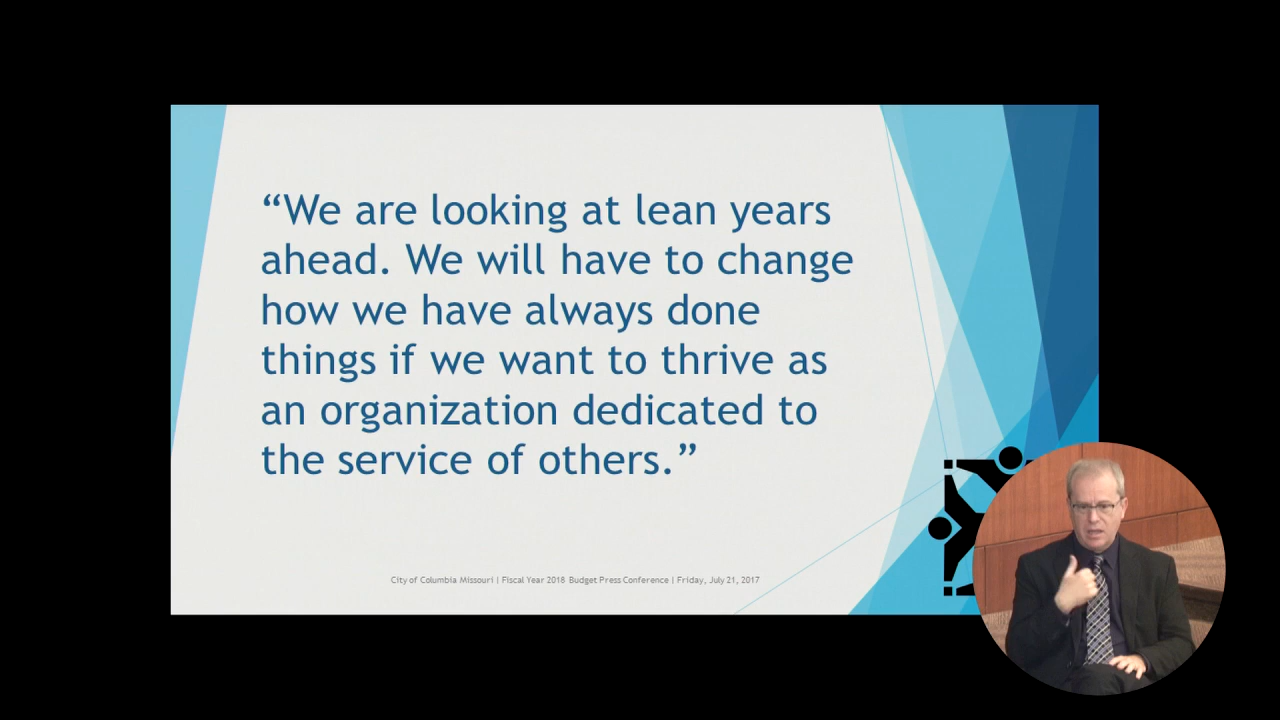 “We are looking at lean years
ahead. We will have to change
how we have always done
things if we want to thrive as
an organization dedicated to
the service of others.”
City of Columbia Missouri | Fiscal Year 2018 Budget Press Conference | Friday, July 21, 2017